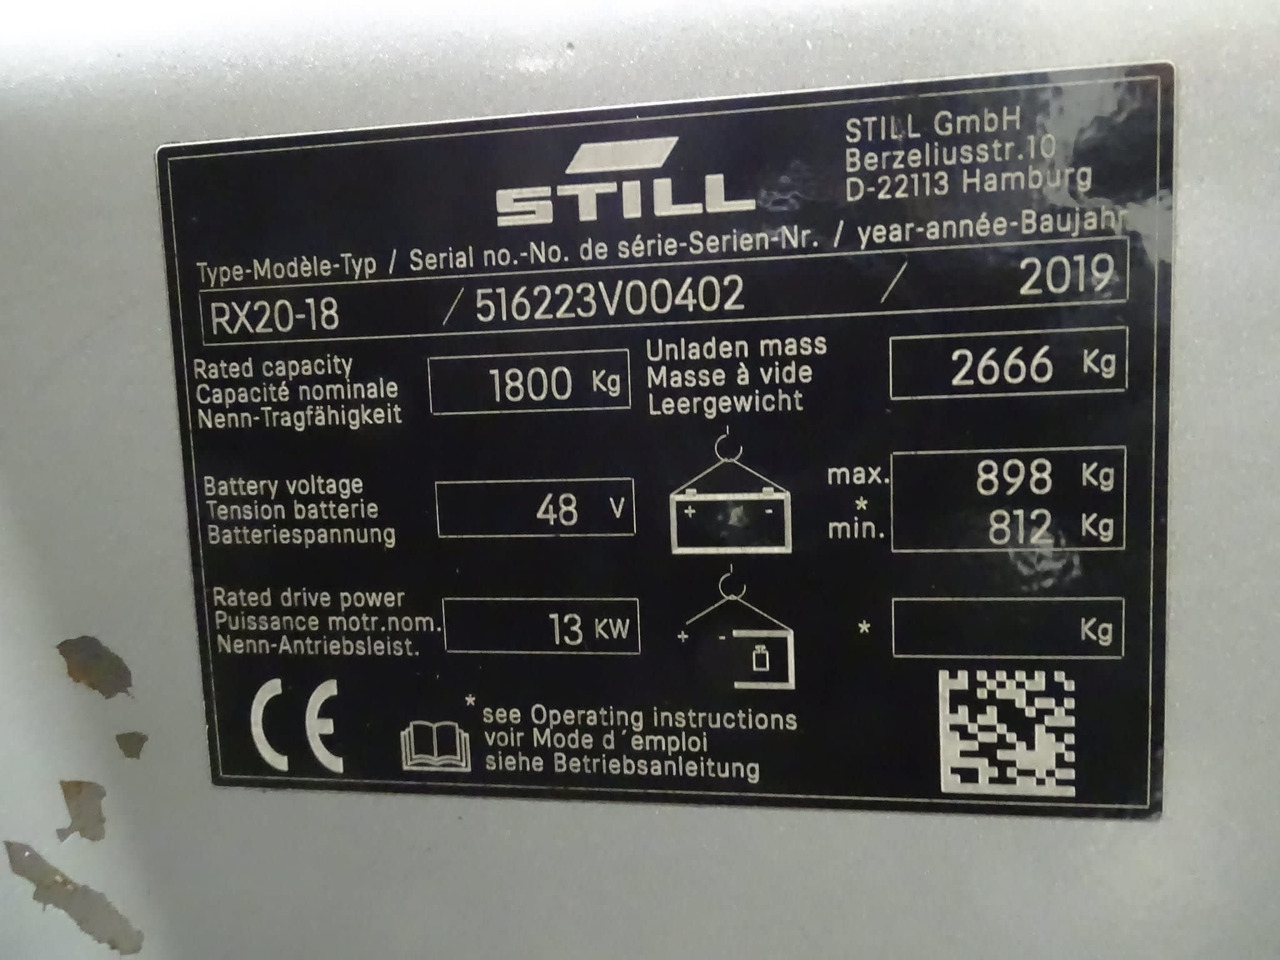 STILL
STILL GmbH
Berzeliusstr.10
D-22113 Hamburg
Type-Modèle-Typ / Serial no.-No. de série-Serien-Nr. / year-année-Baujahr
RX20-18 / 516223V00402 / 2019
Rated capacity
Capacité nominale
Nenn-Tragfähigkeit
1800 Kg
Unladen mass
Masse à vide
Leergewicht
2666 Kg
Battery voltage
Tension batterie
Batteriespannung
48 V
+ -
max. 898 Kg
*
min. 812 Kg
Rated drive power
Puissance motr.nom.
Nenn-Antriebsleist.
13 KW
+ -
* Kg
CE
* see Operating instructions
voir Mode d´emploi
siehe Betriebsanleitung